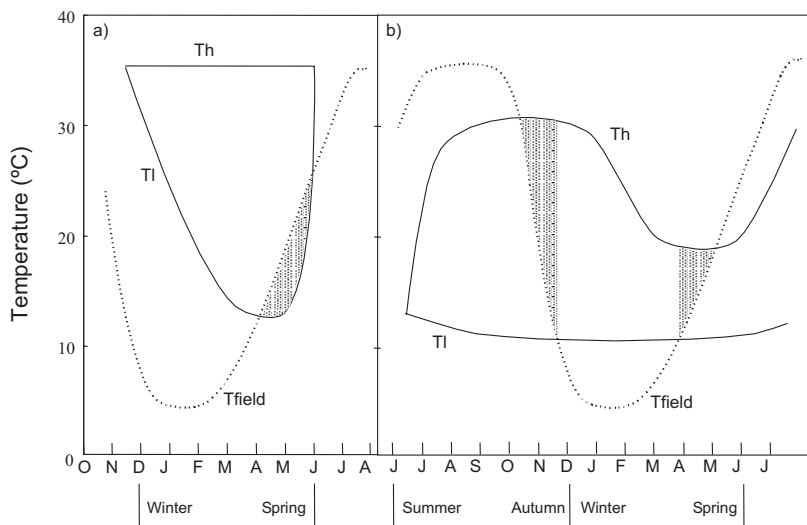 40
a)
b)
Th
30
Th
Tl
20
Temperature (ºC)
10
Tl
Tfield
Tfield
0
O N D J F M A M J J A
J J A S O N D J F M A M J J
Winter Spring
Summer Autumn Winter Spring